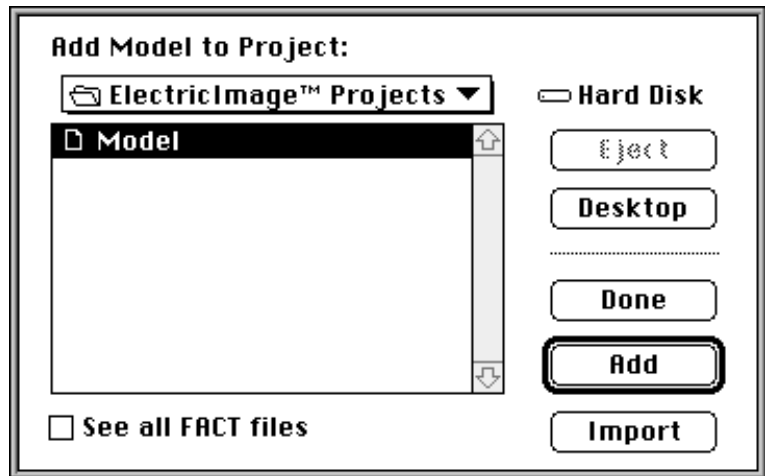 Add Model to Project:
ElectricImage™ Projects
Hard Disk
Model
Eject
Desktop
Done
Add
See all FACT files
Import